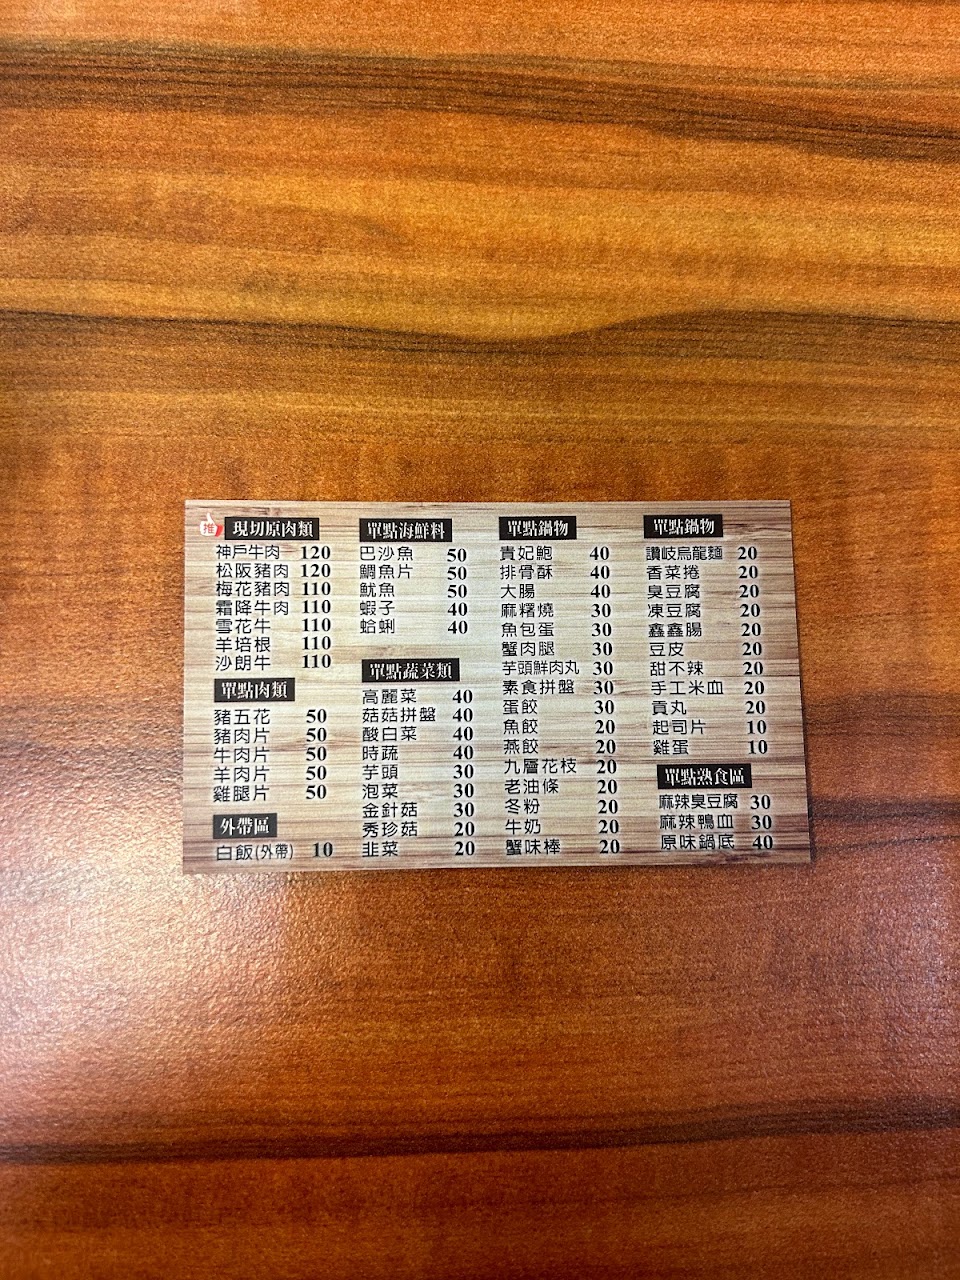 推 現切原肉類
神戶牛肉 120
松阪豬肉 120
梅花豬肉 110
霜降牛肉 110
雪花牛 110
羊培根 110
沙朗牛 110
單點肉類
豬五花 50
豬肉片 50
牛肉片 50
羊肉片 50
雞腿片 50
外帶區
白飯(外帶) 10
單點海鮮料
巴沙魚 50
鯛魚片 50
魷魚 50
蝦子 40
蛤蜊 40
單點蔬菜類
高麗菜 40
菇菇拼盤 40
酸白菜 40
時蔬 40
芋頭 30
泡菜 30
金針菇 30
秀珍菇 20
韭菜 20
單點鍋物
貴妃鮑 40
排骨酥 40
大腸 40
麻糬燒 30
魚包蛋 30
蟹肉腿 30
芋頭鮮肉丸 30
素食拼盤 30
蛋餃 30
魚餃 20
燕餃 20
九層花枝 20
老油條 20
冬粉 20
牛奶 20
蟹味棒 20
單點鍋物
讚岐烏龍麵 20
香菜捲 20
臭豆腐 20
凍豆腐 20
鑫鑫腸 20
豆皮 20
甜不辣 20
手工米血 20
貢丸 20
起司片 10
雞蛋 10
單點熟食區
麻辣臭豆腐 30
麻辣鴨血 30
原味鍋底 40